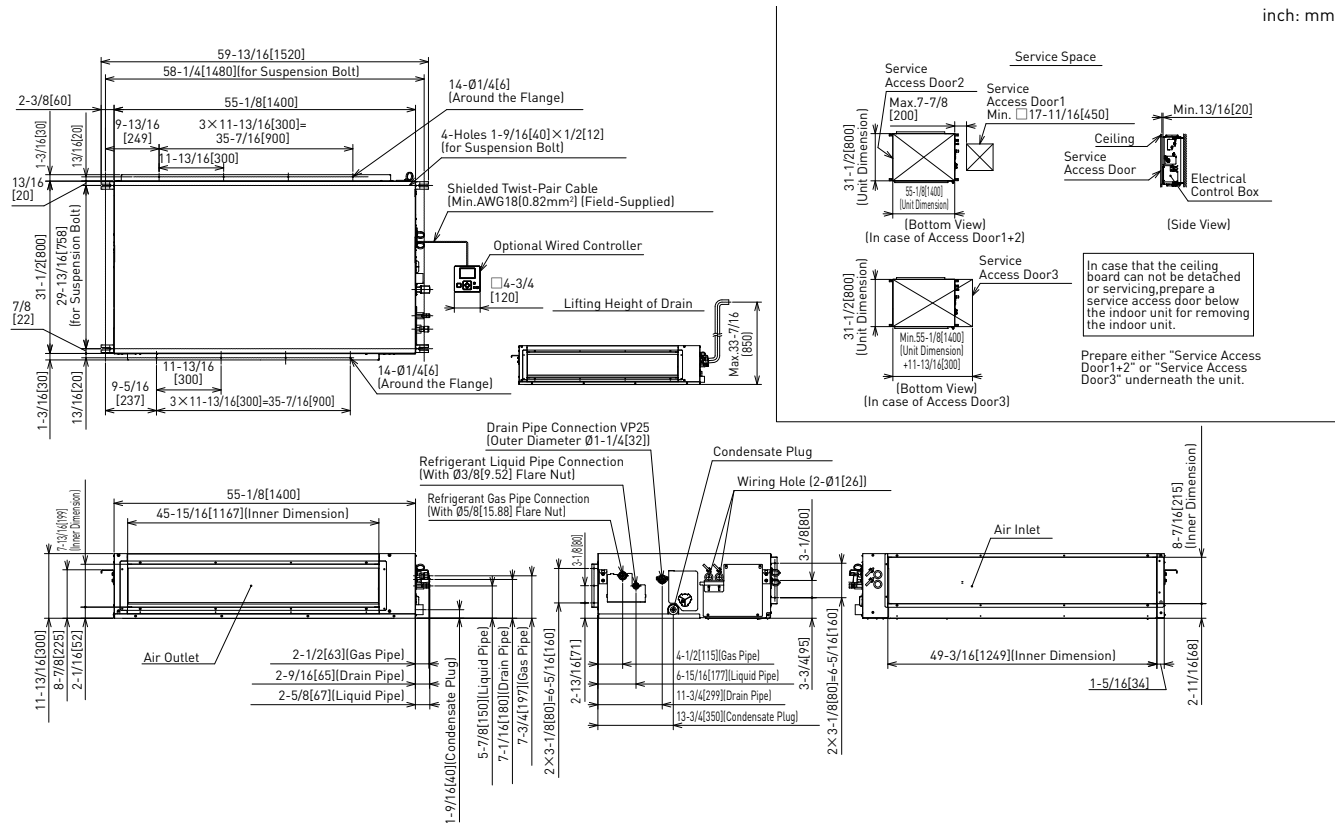 inch: mm
59-13/16[1520]
58-1/4[1480](for Suspension Bolt)
2-3/8[60]
55-1/8[1400]
14-Ø1/4[6]
(Around the Flange)
9-13/16
[249]
3×11-13/16[300]=
35-7/16[900]
11-13/16[300]
4-Holes 1-9/16[40]×1/2[12]
(for Suspension Bolt)
1-3/16[30]
13/16[20]
13/16
[20]
Shielded Twist-Pair Cable
(Min.AWG18(0.82mm²) (Field-Supplied)
Optional Wired Controller
□4-3/4
[120]
31-1/2[800]
29-13/16[758]
(for Suspension Bolt)
7/8
[22]
Lifting Height of Drain
Max.33-7/16
(850)
11-13/16
[300]
14-Ø1/4[6]
(Around the Flange)
9-5/16
[237]
3×11-13/16[300]=35-7/16[900]
1-3/16[30]
13/16[20]
Service Space
Service
Access Door2
Max.7-7/8
[200]
Service
Access Door1
Min. □17-11/16[450]
31-1/2[800]
(Unit Dimension)
55-1/8[1400]
(Unit Dimension)
(Bottom View)
(In case of Access Door1+2)
Min.13/16[20]
Ceiling
Service
Access Door
Electrical
Control Box
(Side View)
Service
Access Door3
31-1/2[800]
(Unit Dimension)
Min.55-1/8[1400]
(Unit Dimension)
+11-13/16[300]
(Bottom View)
(In case of Access Door3)
In case that the ceiling
board can not be detached
or servicing,prepare a
service access door below
the indoor unit for removing
the indoor unit.
Prepare either "Service Access
Door1+2" or "Service Access
Door3" underneath the unit.
55-1/8[1400]
45-15/16[1167](Inner Dimension)
7-13/16[199]
(Inner Dimension)
11-13/16[300]
8-7/8[225]
2-1/16[52]
Air Outlet
2-1/2[63](Gas Pipe)
2-9/16[65](Drain Pipe)
2-5/8[67](Liquid Pipe)
1-9/16[40](Condensate Plug)
5-7/8[150](Liquid Pipe)
7-1/16[180](Drain Pipe)
7-3/4[197](Gas Pipe)
Drain Pipe Connection VP25
(Outer Diameter Ø1-1/4[32])
Refrigerant Liquid Pipe Connection
(With Ø3/8[9.52] Flare Nut)
Refrigerant Gas Pipe Connection
(With Ø5/8[15.88] Flare Nut)
Condensate Plug
Wiring Hole (2-Ø1[26])
3-1/8[80]
2×3-1/8[80]=6-5/16[160]
2-13/16[71]
4-1/2[115](Gas Pipe)
6-15/16[177](Liquid Pipe)
11-3/4[299](Drain Pipe)
13-3/4[350](Condensate Plug)
3-1/8[80]
3-3/4[95]
2×3-1/8[80]=6-5/16[160]
Air Inlet
8-7/16[215]
(Inner Dimension)
49-3/16[1249](Inner Dimension)
1-5/16[34]
2-11/16[68]